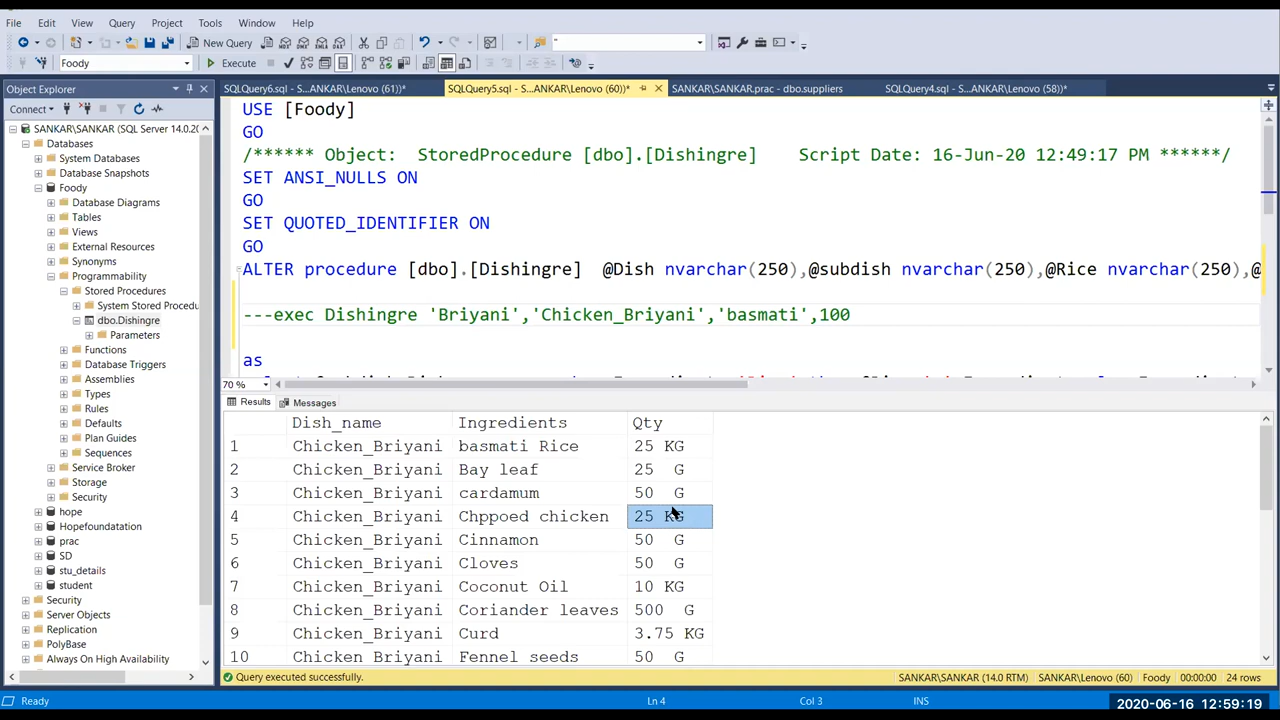 File Edit View Query Project Tools Window Help
New Query
Foody Execute
Object Explorer
SQLQuery6.sql - S...ANKAR\Lenovo (61))*
SQLQuery5.sql - S...ANKAR\Lenovo (60))*
SANKAR\SANKAR.prac - dbo.suppliers
SQLQuery4.sql - S...ANKAR\Lenovo (58))*
Connect
SANKAR\SANKAR (SQL Server 14.0.20
Databases
System Databases
Database Snapshots
Foody
Database Diagrams
Tables
Views
External Resources
Synonyms
Programmability
Stored Procedures
System Stored Procedu
dbo.Dishingre
Parameters
Functions
Database Triggers
Assemblies
Types
Rules
Defaults
Plan Guides
Sequences
Service Broker
Storage
Security
hope
Hopefoundatation
prac
SD
stu_details
student
Security
Server Objects
Replication
PolyBase
Always On High Availability
USE [Foody]
GO
/****** Object:  StoredProcedure [dbo].[Dishingre]    Script Date: 16-Jun-20 12:49:17 PM ******/
SET ANSI_NULLS ON
GO
SET QUOTED_IDENTIFIER ON
GO
ALTER procedure [dbo].[Dishingre]  @Dish nvarchar(250),@subdish nvarchar(250),@Rice nvarchar(250),@
---exec Dishingre 'Briyani','Chicken_Briyani','basmati',100
as
70 %
Results Messages
Dish_name Ingredients Qty
1 Chicken_Briyani basmati Rice 25 KG
2 Chicken_Briyani Bay leaf 25  G
3 Chicken_Briyani cardamum 50  G
4 Chicken_Briyani Chppoed chicken 25 KG
5 Chicken_Briyani Cinnamon 50  G
6 Chicken_Briyani Cloves 50  G
7 Chicken_Briyani Coconut Oil 10 KG
8 Chicken_Briyani Coriander leaves 500  G
9 Chicken_Briyani Curd 3.75 KG
10 Chicken_Briyani Fennel seeds 50  G
Query executed successfully. SANKAR\SANKAR (14.0 RTM) SANKAR\Lenovo (60) Foody 00:00:00 24 rows
Ready Ln 4 Col 3 INS
2020-06-16 12:59:19